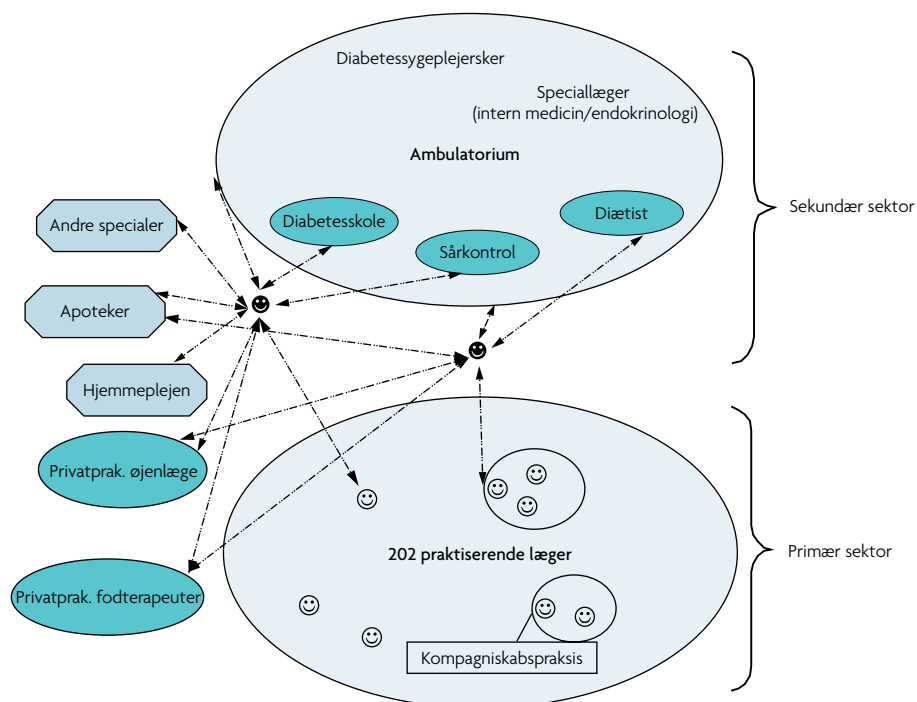 Diabetessygeplejersker
Speciallæger
(intern medicin/endokrinologi)
Ambulatorium
Diætist
Diabetesskole
Sårkontrol
Sekundær sektor
Andre specialer
Apoteker
Hjemmeplejen
Privatprak. øjenlæge
Privatprak. fodterapeuter
202 praktiserende læger
Kompagniskabspraksis
Primær sektor